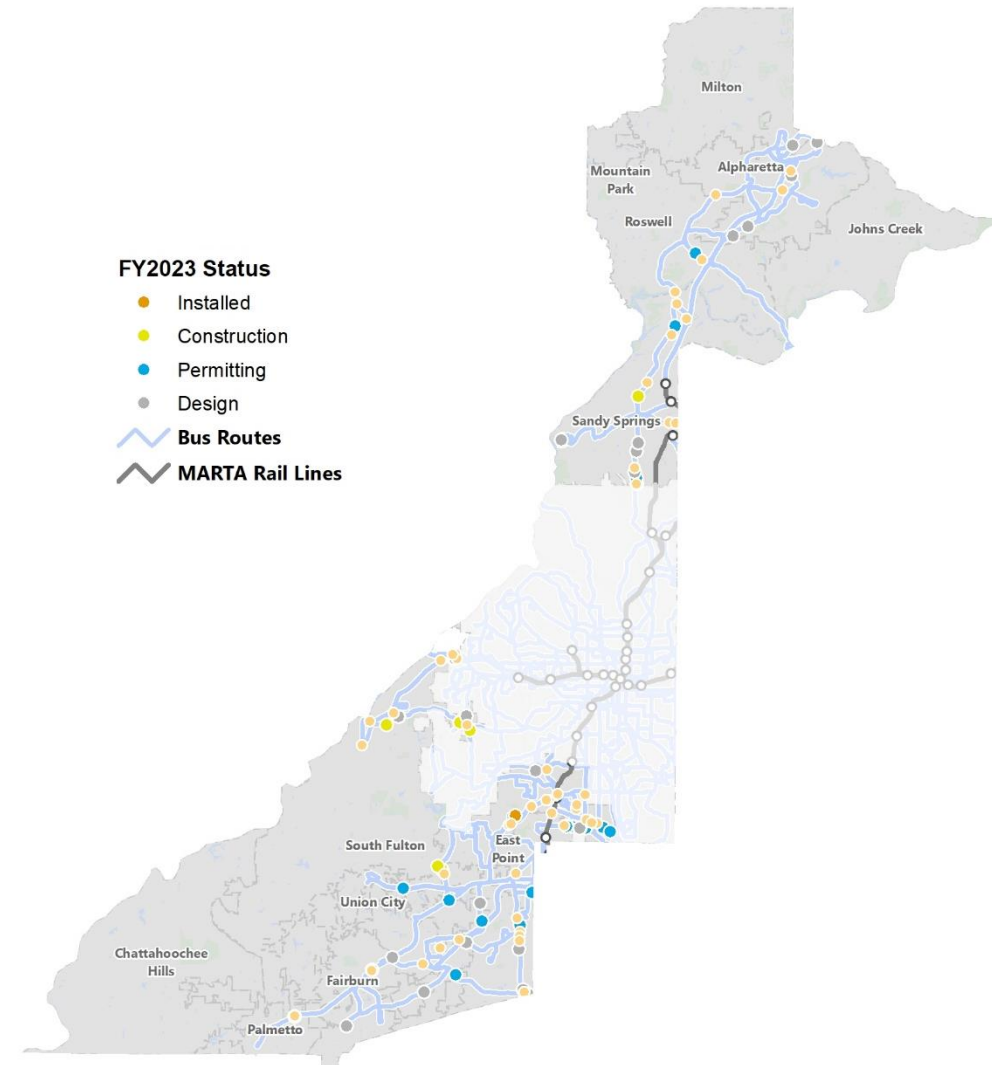 Milton
Alpharetta
Mountain
Park
Roswell
Johns Creek
FY2023 Status
Installed
Construction
Permitting
Design
Bus Routes
MARTA Rail Lines
Sandy Springs
South Fulton
East
Point
Union City
Chattahoochee
Hills
Fairburn
Palmetto